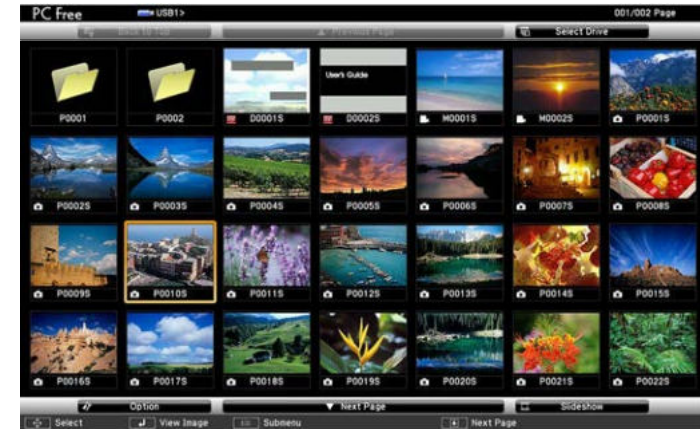 PC Free USB1> 001/002 Page
Back to Top Previous Page Select Drive
User's Guide
P0001 P0002 D0001S D0002S M0001S M0002S P0001S
P0002S P0003S P0004S P0005S P0006S P0007S P0008S
P0009S P0010S P0011S P0012S P0013S P0014S P0015S
P0016S P0017S P0018S P0019S P0020S P0021S P0022S
Option Next Page Slideshow
Select View Image Submenu Next Page